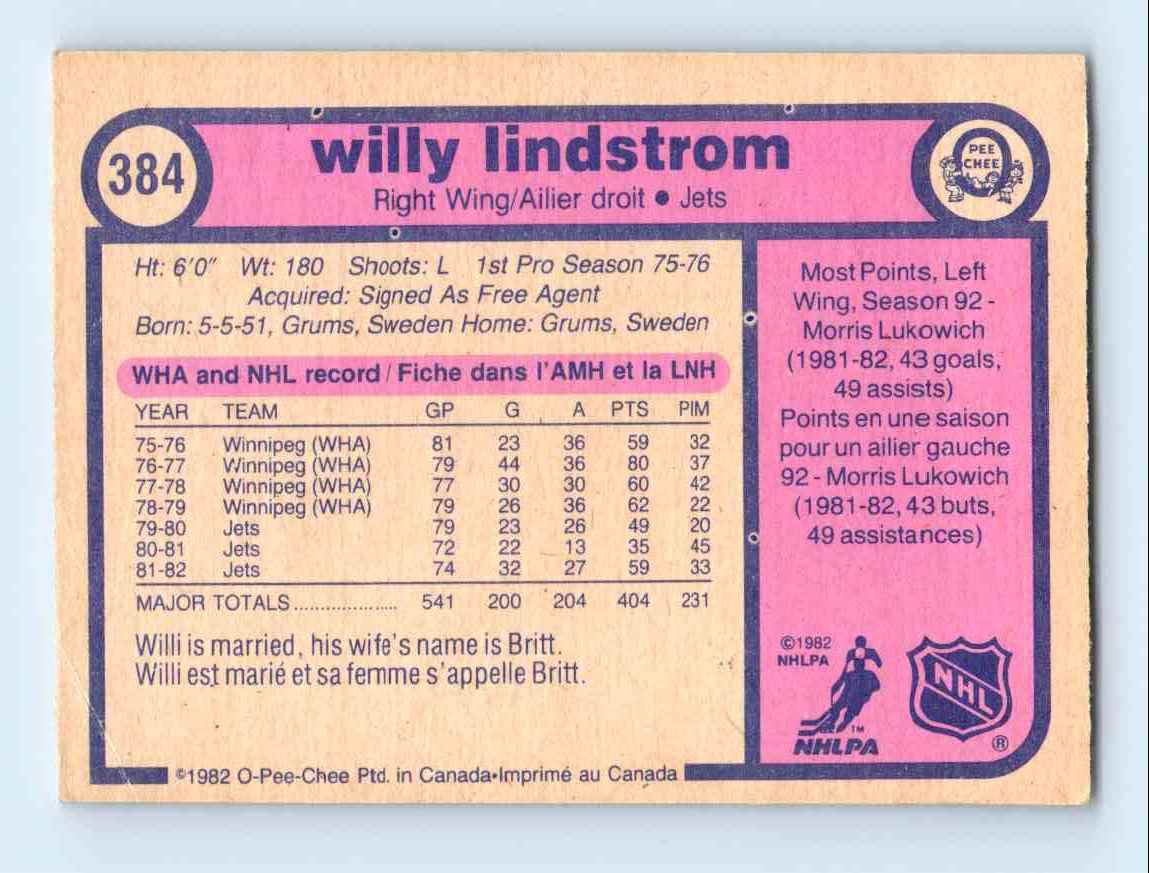 384
willy lindstrom
Right Wing/Ailier droit • Jets
O
PEE
CHEE
Ht: 6'0" Wt: 180 Shoots: L 1st Pro Season 75-76
Acquired: Signed As Free Agent
Born: 5-5-51, Grums, Sweden Home: Grums, Sweden
WHA and NHL record / Fiche dans l'AMH et la LNH
YEAR TEAM GP G A PTS PIM
75-76 Winnipeg (WHA) 81 23 36 59 32
76-77 Winnipeg (WHA) 79 44 36 80 37
77-78 Winnipeg (WHA) 77 30 30 60 42
78-79 Winnipeg (WHA) 79 26 36 62 22
79-80 Jets 79 23 26 49 20
80-81 Jets 72 22 13 35 45
81-82 Jets 74 32 27 59 33
MAJOR TOTALS.................... 541 200 204 404 231
Willi is married, his wife's name is Britt.
Willi est marié et sa femme s'appelle Britt.
©1982 O-Pee-Chee Ptd. in Canada•Imprimé au Canada
Most Points, Left
Wing, Season 92 -
Morris Lukowich
(1981-82, 43 goals,
49 assists)
Points en une saison
pour un ailier gauche
92 - Morris Lukowich
(1981-82, 43 buts,
49 assistances)
©1982
NHLPA
TM
NHLPA
NHL
®